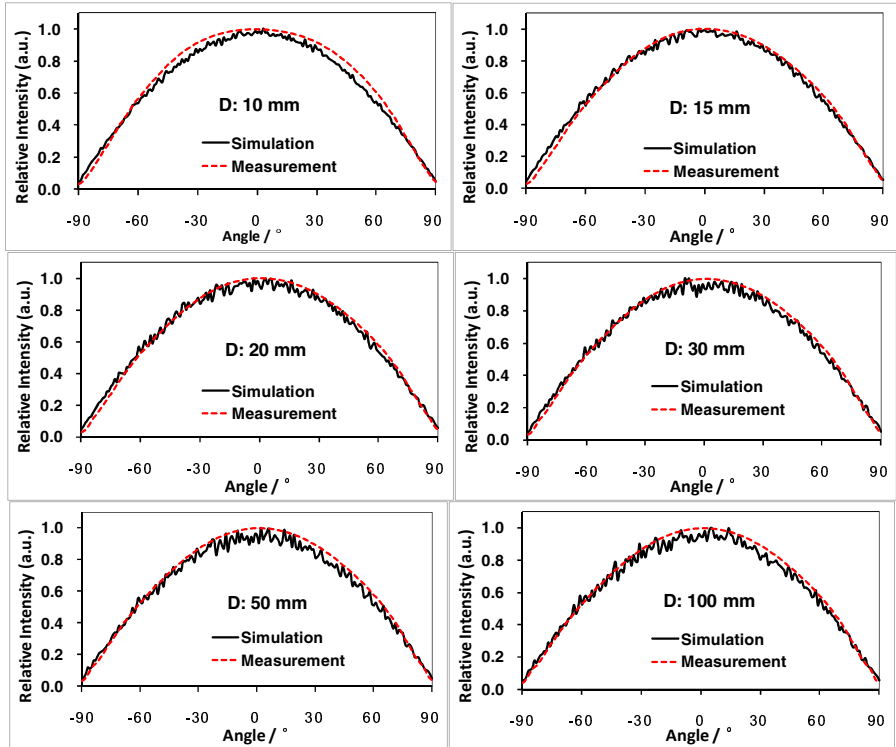 Relative Intensity (a.u.)
1.0
0.8
0.6
0.4
0.2
0.0
D: 10 mm
Simulation
Measurement
-90 -60 -30 0 30 60 90
Angle / °
Relative Intensity (a.u.)
1.0
0.8
0.6
0.4
0.2
0.0
D: 15 mm
Simulation
Measurement
-90 -60 -30 0 30 60 90
Angle / °
Relative Intensity (a.u.)
1.0
0.8
0.6
0.4
0.2
0.0
D: 20 mm
Simulation
Measurement
-90 -60 -30 0 30 60 90
Angle / °
Relative Intensity (a.u.)
1.0
0.8
0.6
0.4
0.2
0.0
D: 30 mm
Simulation
Measurement
-90 -60 -30 0 30 60 90
Angle / °
Relative Intensity (a.u.)
1.0
0.8
0.6
0.4
0.2
0.0
D: 50 mm
Simulation
Measurement
-90 -60 -30 0 30 60 90
Angle / °
Relative Intensity (a.u.)
1.0
0.8
0.6
0.4
0.2
0.0
D: 100 mm
Simulation
Measurement
-90 -60 -30 0 30 60 90
Angle / °